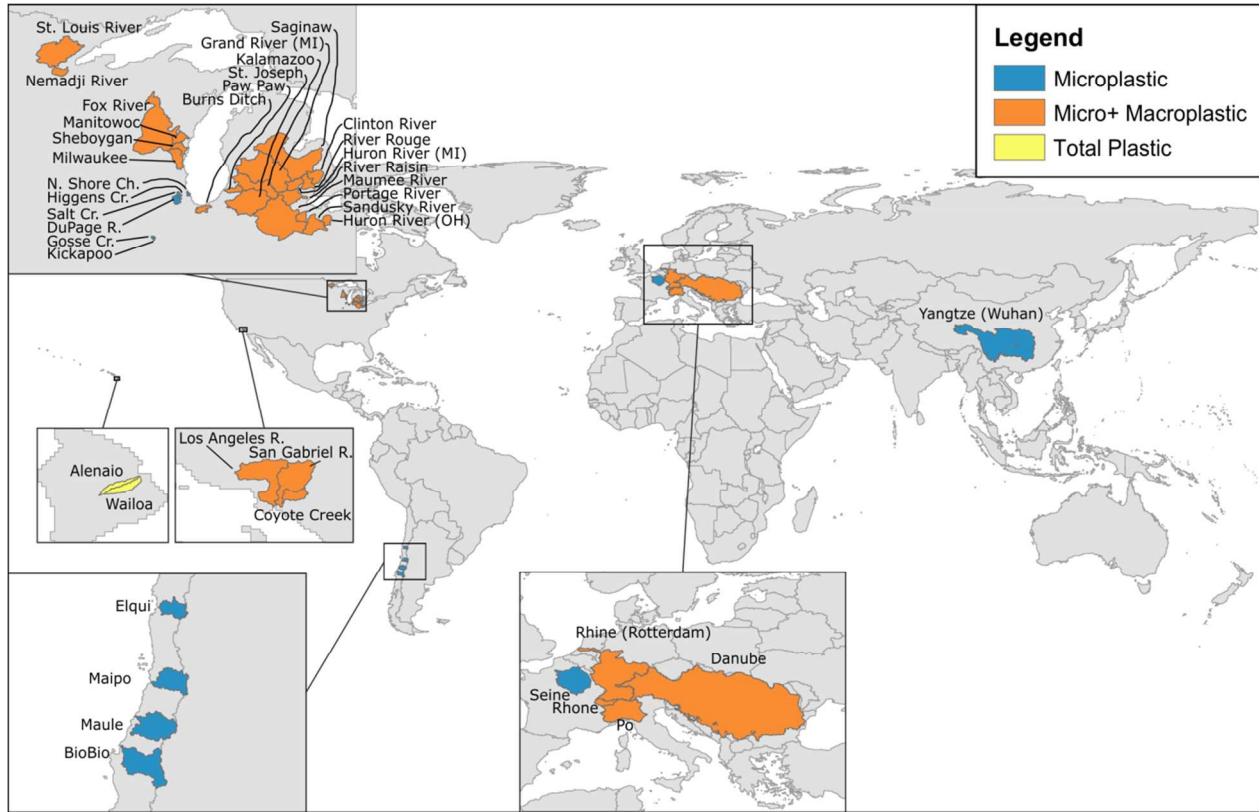 St. Louis River
Nemadji River
Fox River
Manitowoc
Sheboygan
Milwaukee
N. Shore Ch.
Higgens Cr.
Salt Cr.
DuPage R.
Gosse Cr.
Kickapoo
Saginaw
Grand River (MI)
Kalamazoo
St. Joseph
Paw Paw
Burns Ditch
Clinton River
River Rouge
Huron River (MI)
River Raisin
Maumee River
Portage River
Sandusky River
Huron River (OH)
Legend
Microplastic
Micro+ Macroplastic
Total Plastic
Yangtze (Wuhan)
Alenaio
Wailoa
Los Angeles R.
San Gabriel R.
Coyote Creek
Elqui
Maipo
Maule
BioBio
Rhine (Rotterdam)
Danube
Seine
Rhone
Po